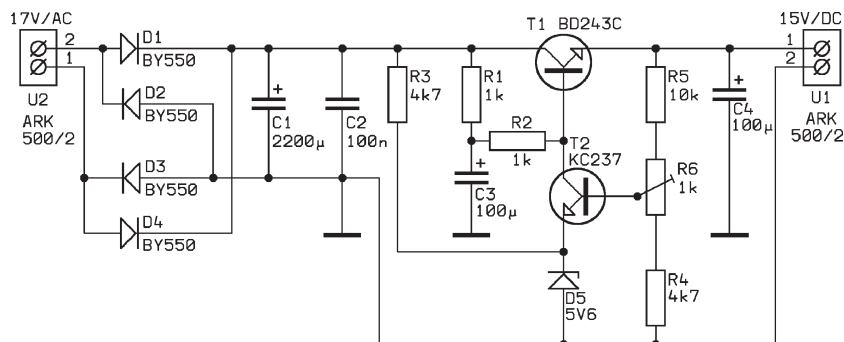 17V/AC
2
1
U2
ARK
500/2
D1
BY550
D2
BY550
D3
BY550
D4
BY550
+
C1
2200µ
C2
100n
R3
4k7
R1
1k
R2
1k
+
C3
100µ
T1 BD243C
T2
KC237
D5
5V6
R5
10k
R6
1k
R4
4k7
+
C4
100µ
15V/DC
1
2
U1
ARK
500/2